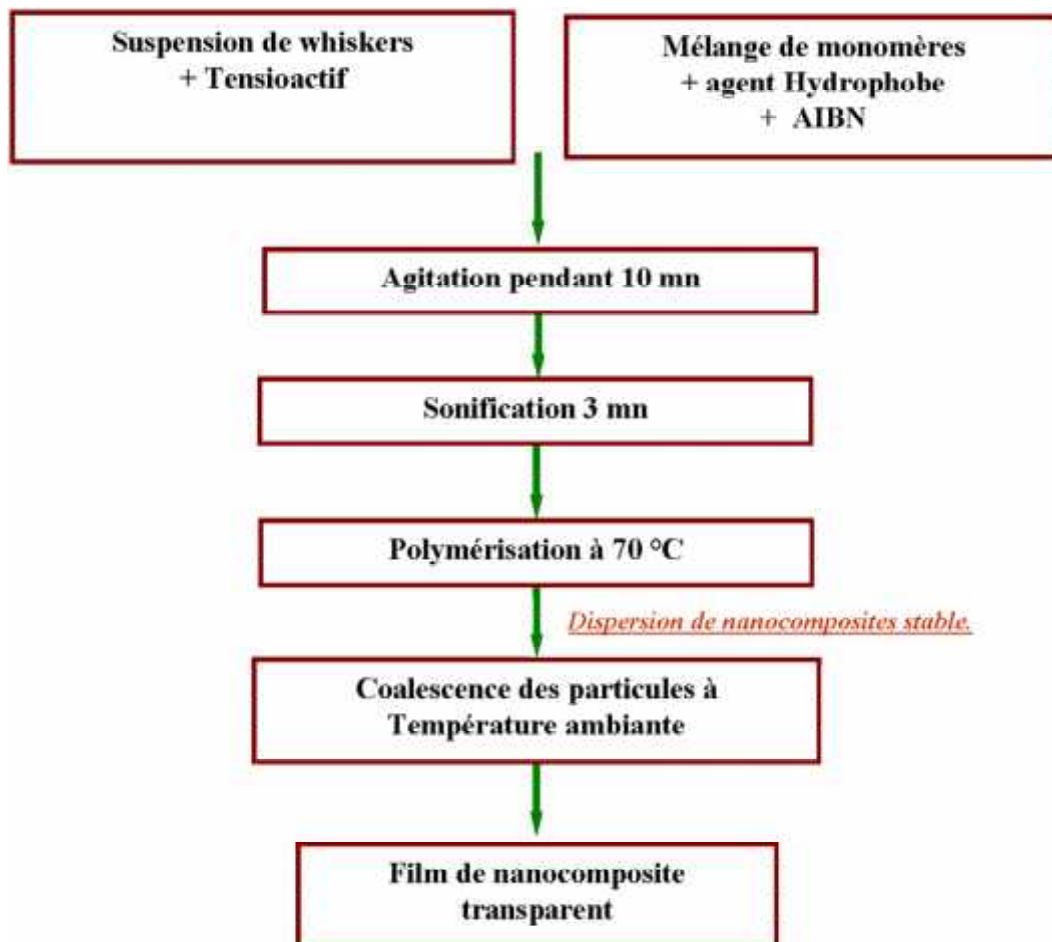 Suspension de whiskers
+ Tensioactif
Mélange de monomères
+ agent Hydrophobe
+ AIBN
Agitation pendant 10 mn
Sonification 3 mn
Polymérisation à 70 °C
Dispersion de nanocomposites stable.
Coalescence des particules à
Température ambiante
Film de nanocomposite
transparent